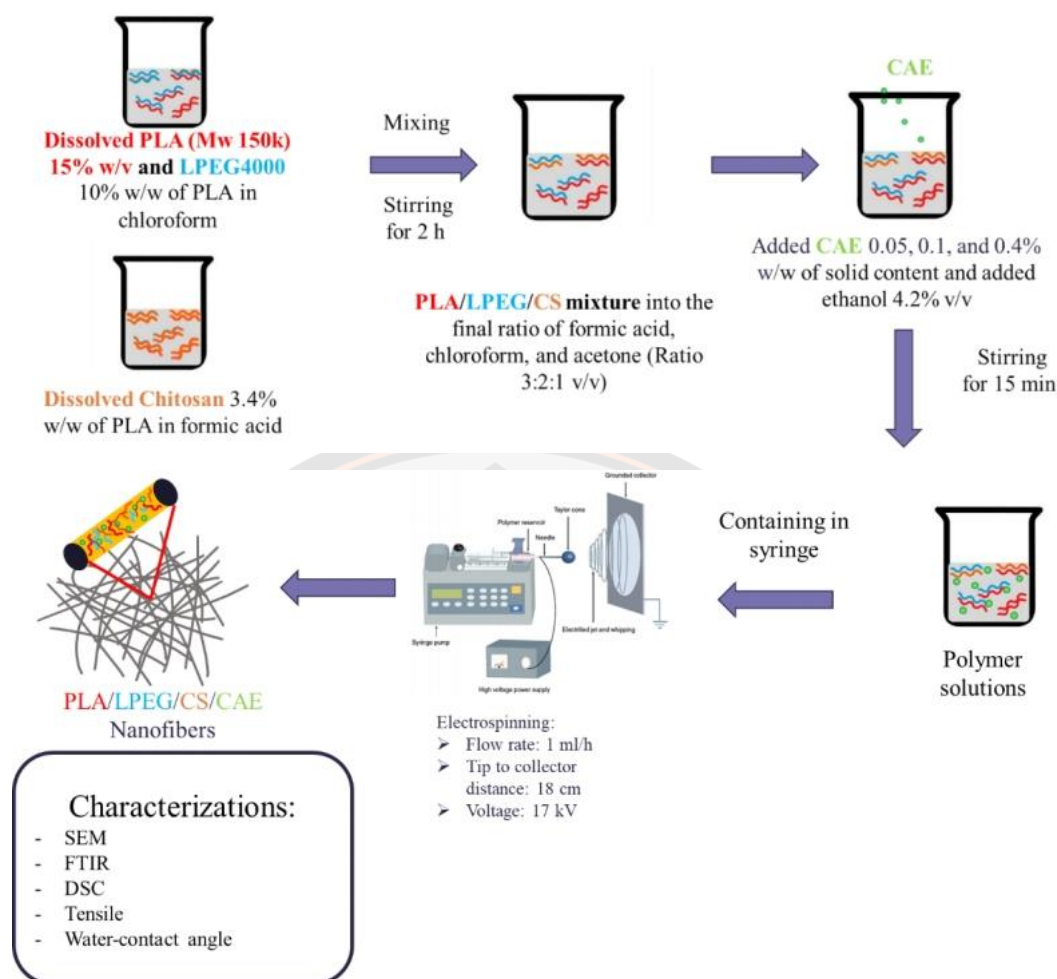 Dissolved PLA (Mw 150k)
15% w/v and LPEG4000
10% w/w of PLA in
chloroform
Dissolved Chitosan 3.4%
w/w of PLA in formic acid
Mixing
Stirring
for 2 h
PLA/LPEG/CS mixture into the
final ratio of formic acid,
chloroform, and acetone (Ratio
3:2:1 v/v)
CAE
Added CAE 0.05, 0.1, and 0.4%
w/w of solid content and added
ethanol 4.2% v/v
Stirring
for 15 min
Polymer
solutions
Containing in
syringe
Grounded collector
Taylor cone
Polymer reservoir
Needle
Electrified jet and whipping
Syringe pump
High voltage power supply
Electrospinning:
➤ Flow rate: 1 ml/h
➤ Tip to collector
distance: 18 cm
➤ Voltage: 17 kV
PLA/LPEG/CS/CAE
Nanofibers
Characterizations:
- SEM
- FTIR
- DSC
- Tensile
- Water-contact angle